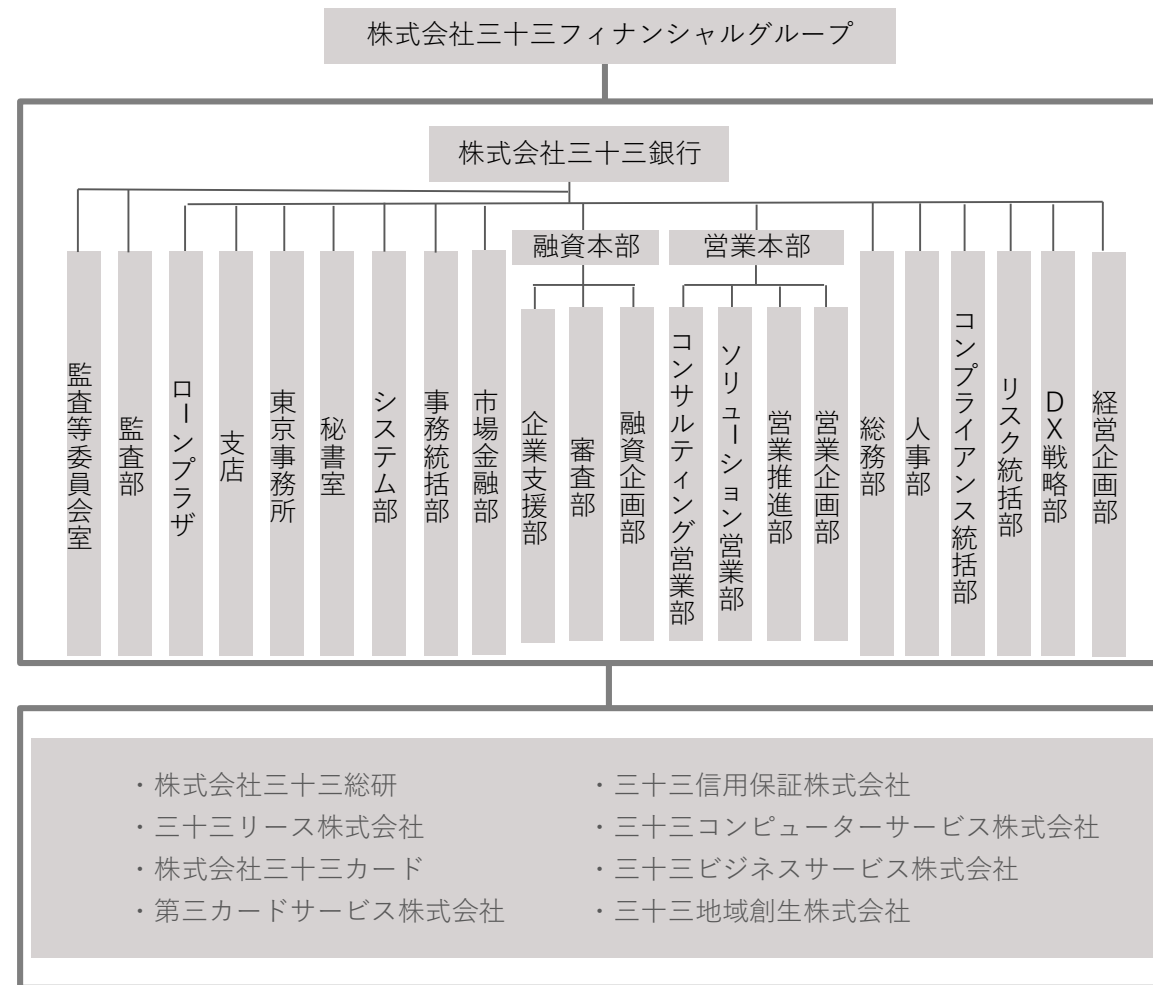 株式会社三十三フィナンシャルグループ
株式会社三十三銀行
融資本部
営業本部
監査等委員会室
監査部
ローンプラザ
支店
東京事務所
秘書室
システム部
事務統括部
市場金融部
企業支援部
審査部
融資企画部
コンサルティング営業部
ソリューション営業部
営業推進部
営業企画部
総務部
人事部
コンプライアンス統括部
リスク統括部
DX戦略部
経営企画部
・株式会社三十三総研
・三十三リース株式会社
・株式会社三十三カード
・第三カードサービス株式会社
・三十三信用保証株式会社
・三十三コンピューターサービス株式会社
・三十三ビジネスサービス株式会社
・三十三地域創生株式会社